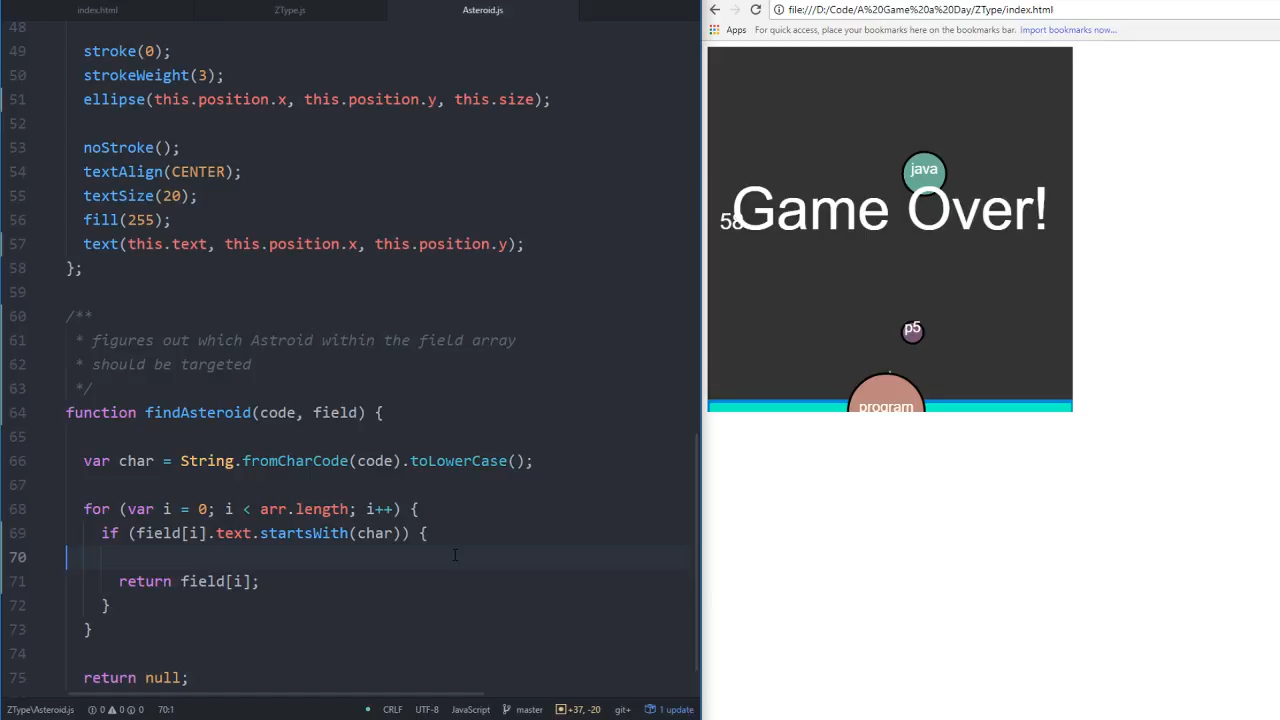 index.html ZType.js Asteroid.js
48
49 stroke(0);
50 strokeWeight(3);
51 ellipse(this.position.x, this.position.y, this.size);
52
53 noStroke();
54 textAlign(CENTER);
55 textSize(20);
56 fill(255);
57 text(this.text, this.position.x, this.position.y);
58 };
59
60 /**
61 * figures out which Astroid within the field array
62 * should be targeted
63 */
64 function findAsteroid(code, field) {
65
66 var char = String.fromCharCode(code).toLowerCase();
67
68 for (var i = 0; i < arr.length; i++) {
69 if (field[i].text.startsWith(char)) {
70
71 return field[i];
72 }
73 }
74
75 return null;
ZType\Asteroid.js 0 0 0 70:1 CRLF UTF-8 JavaScript master +37, -20 git+ 1 update
file:///D:/Code/A%20Game%20a%20Day/ZType/index.html
Apps For quick access, place your bookmarks here on the bookmarks bar. Import bookmarks now...
java
58 Game Over!
p5
program